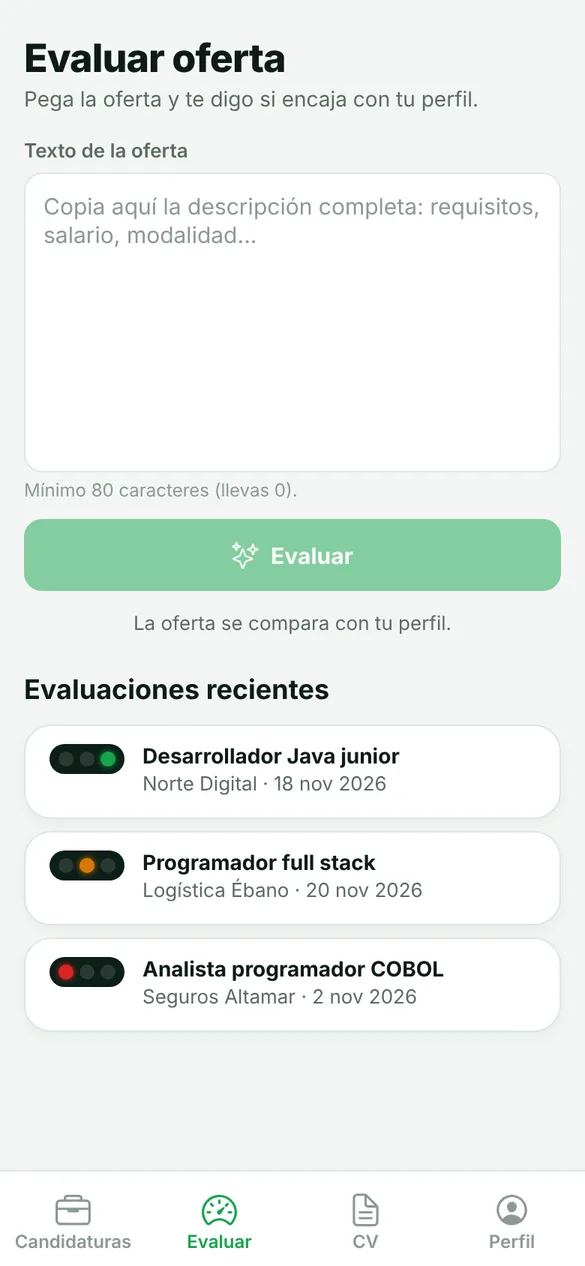 Evaluar oferta
Pega la oferta y te digo si encaja con tu perfil.
Texto de la oferta
Copia aquí la descripción completa: requisitos,
salario, modalidad...
Mínimo 80 caracteres (llevas 0).
Evaluar
La oferta se compara con tu perfil.
Evaluaciones recientes
Desarrollador Java junior
Norte Digital · 18 nov 2026
Programador full stack
Logística Ébano · 20 nov 2026
Analista programador COBOL
Seguros Altamar · 2 nov 2026
Candidaturas
Evaluar
CV
Perfil